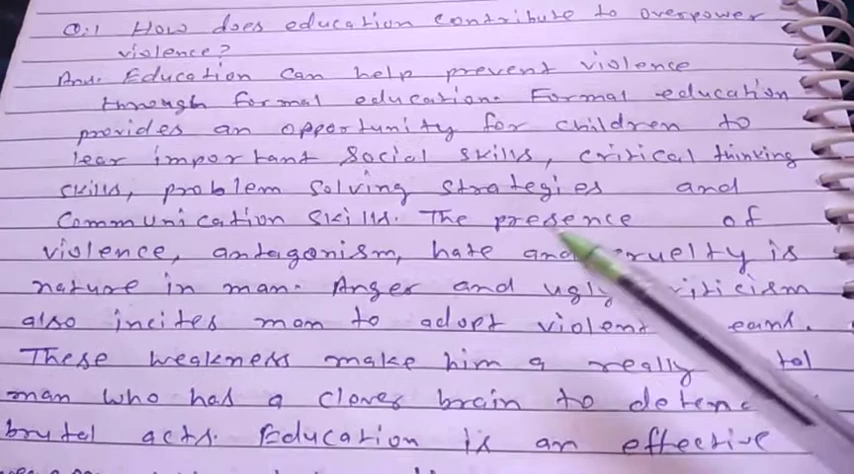 Q:1 How does education contribute to overpower
violence?
Ans. Education can help prevent violence
through formal education. Formal education
provides an opportunity for children to
lear important social skills, critical thinking
skills, problem solving strategies and
communication skills. The presence of
violence, antagonism, hate and cruelty is
nature in man. Anger and ugly criticism
also incites man to adopt violent
These weakness make him a really
man who has a clover brain to
brutal acts. Education is an effective